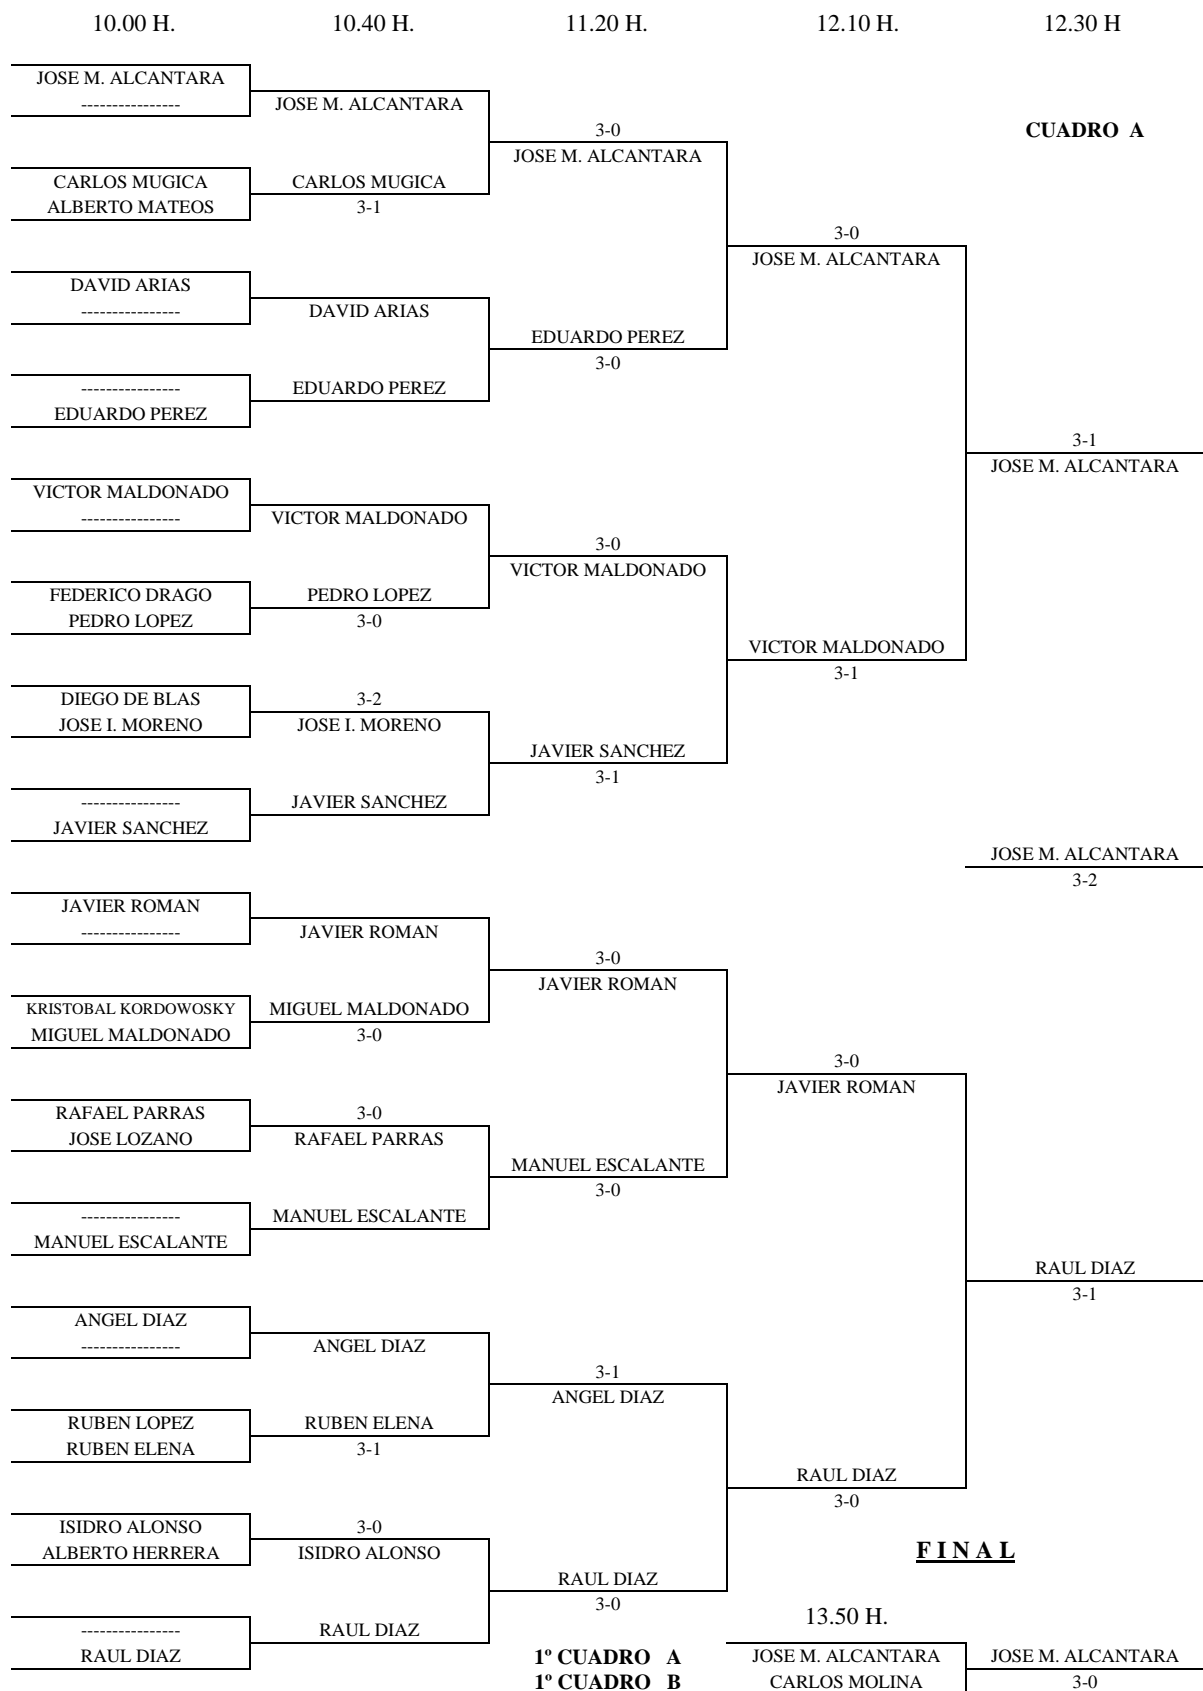 10.00 H. 10.40 H. 11.20 H. 12.10 H. 12.30 H
JOSE M. ALCANTARA
---------------- JOSE M. ALCANTARA
3-0 CUADRO A
JOSE M. ALCANTARA
CARLOS MUGICA CARLOS MUGICA
ALBERTO MATEOS 3-1
3-0
JOSE M. ALCANTARA
DAVID ARIAS
---------------- DAVID ARIAS
EDUARDO PEREZ
3-0
---------------- EDUARDO PEREZ
EDUARDO PEREZ
3-1
JOSE M. ALCANTARA
VICTOR MALDONADO
---------------- VICTOR MALDONADO
3-0
VICTOR MALDONADO
FEDERICO DRAGO PEDRO LOPEZ
PEDRO LOPEZ 3-0
VICTOR MALDONADO
3-1
DIEGO DE BLAS 3-2
JOSE I. MORENO JOSE I. MORENO
JAVIER SANCHEZ
3-1
---------------- JAVIER SANCHEZ
JAVIER SANCHEZ
JOSE M. ALCANTARA
3-2
JAVIER ROMAN
---------------- JAVIER ROMAN
3-0
JAVIER ROMAN
KRISTOBAL KORDOWOSKY MIGUEL MALDONADO
MIGUEL MALDONADO 3-0
3-0
JAVIER ROMAN
RAFAEL PARRAS 3-0
JOSE LOZANO RAFAEL PARRAS
MANUEL ESCALANTE
3-0
---------------- MANUEL ESCALANTE
MANUEL ESCALANTE
RAUL DIAZ
3-1
ANGEL DIAZ
---------------- ANGEL DIAZ
3-1
ANGEL DIAZ
RUBEN LOPEZ RUBEN ELENA
RUBEN ELENA 3-1
RAUL DIAZ
3-0
ISIDRO ALONSO 3-0
ALBERTO HERRERA ISIDRO ALONSO F I N A L
RAUL DIAZ
3-0
13.50 H.
---------------- RAUL DIAZ
RAUL DIAZ 1º CUADRO A JOSE M. ALCANTARA JOSE M. ALCANTARA
1º CUADRO B CARLOS MOLINA 3-0